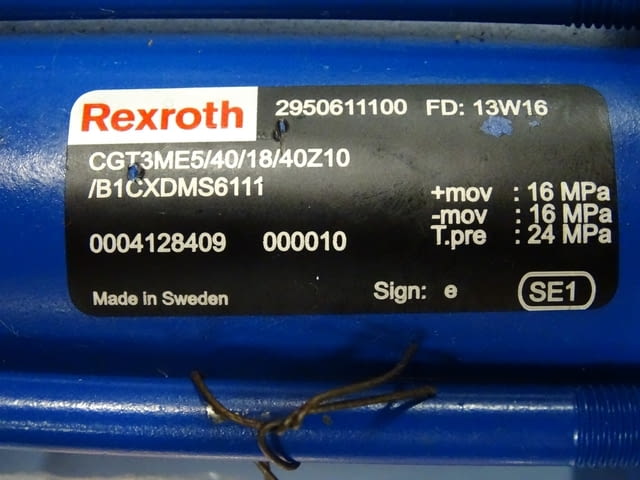 Rexroth 2950611100 FD: 13W16
CGT3ME5/40/18/40Z10
/B1CXDMS6111
+mov : 16 MPa
-mov : 16 MPa
0004128409 000010 T.pre : 24 MPa
Made in Sweden Sign: e SE1